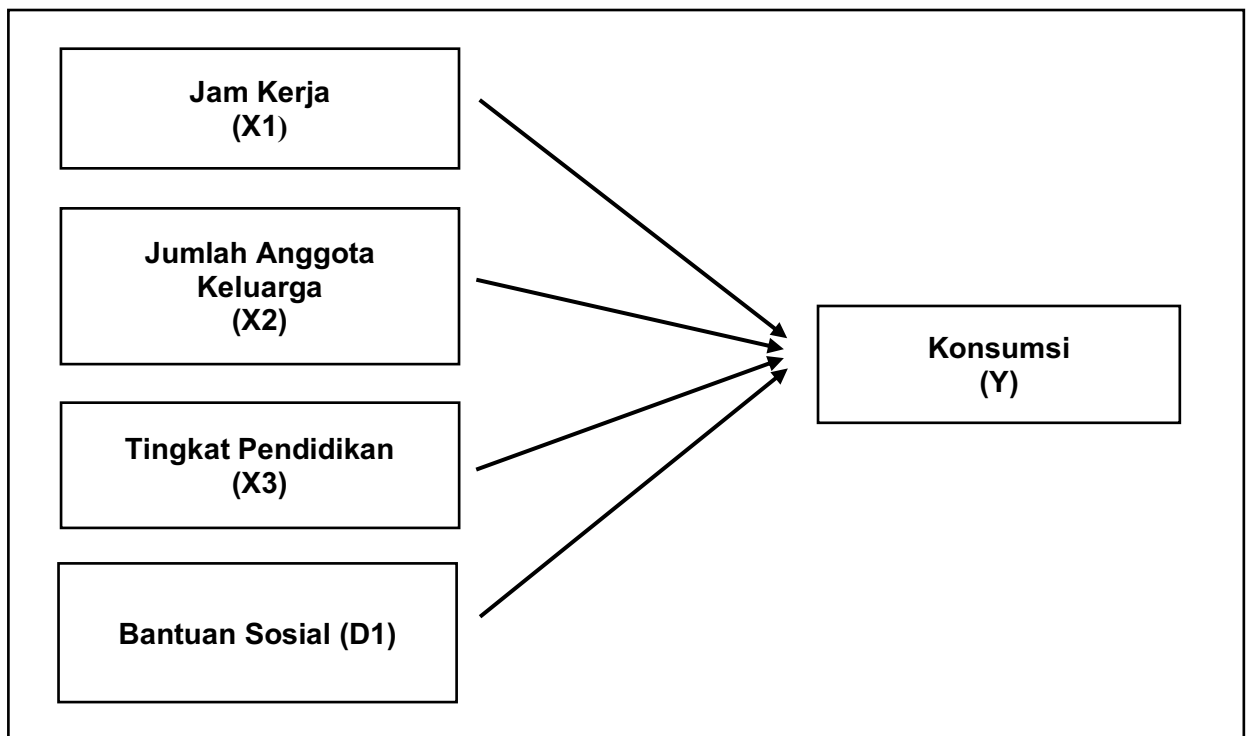 Jam Kerja
(X1)
Jumlah Anggota
Keluarga
(X2)
Tingkat Pendidikan
(X3)
Bantuan Sosial (D1)
Konsumsi
(Y)